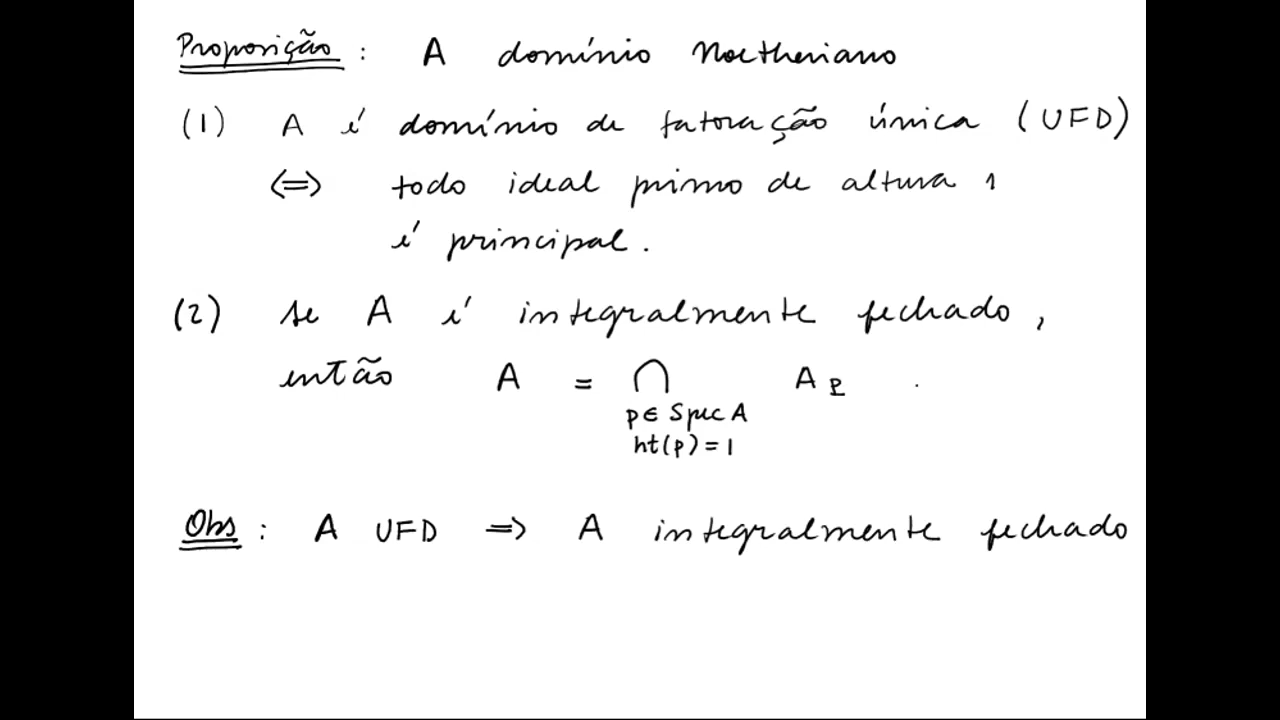 Proposição : A domínio Noetheriano
(1) A é domínio de fatoração única (UFD)
<=> todo ideal primo de altura 1
é principal.
(2) se A é integralmente fechado,
então A = ∩ A_p .
p ∈ Spec A
ht(p) = 1
Obs : A UFD => A integralmente fechado